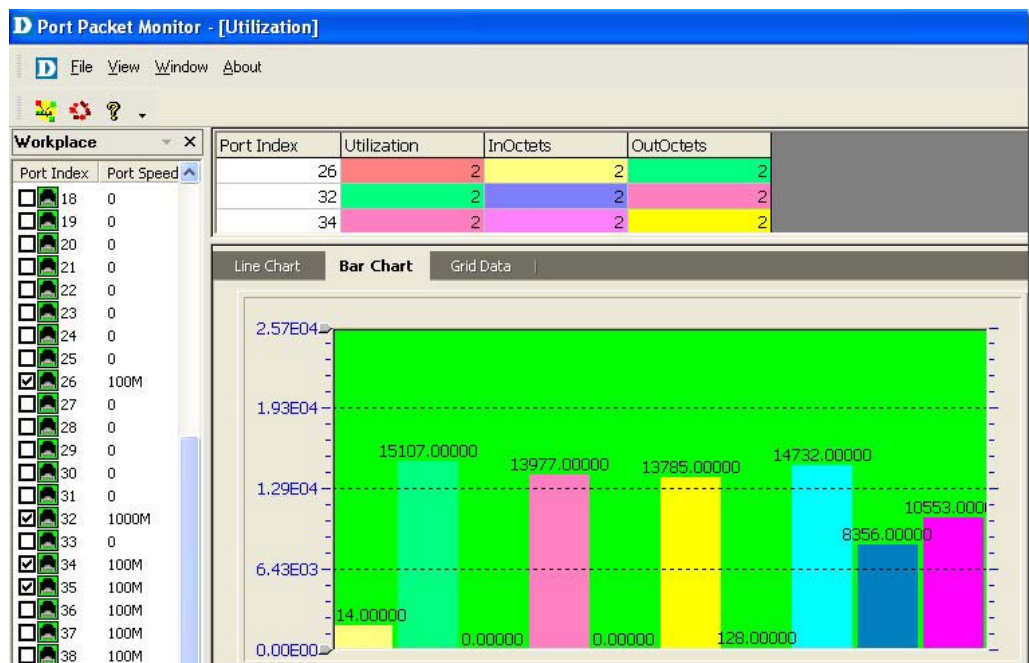 D Port Packet Monitor - [Utilization]
D File View Window About
Workplace
Port Index Port Speed
18 0
19 0
20 0
21 0
22 0
23 0
24 0
25 0
26 100M
27 0
28 0
29 0
30 0
31 0
32 1000M
33 0
34 100M
35 100M
36 100M
37 100M
38 100M
Port Index Utilization InOctets OutOctets
26 2 2 2
32 2 2 2
34 2 2 2
Line Chart Bar Chart Grid Data
2.57E04
1.93E04
1.29E04
6.43E03
0.00E00
14.00000
15107.00000
0.00000
13977.00000
0.00000
13785.00000
128.00000
14732.00000
8356.00000
10553.000